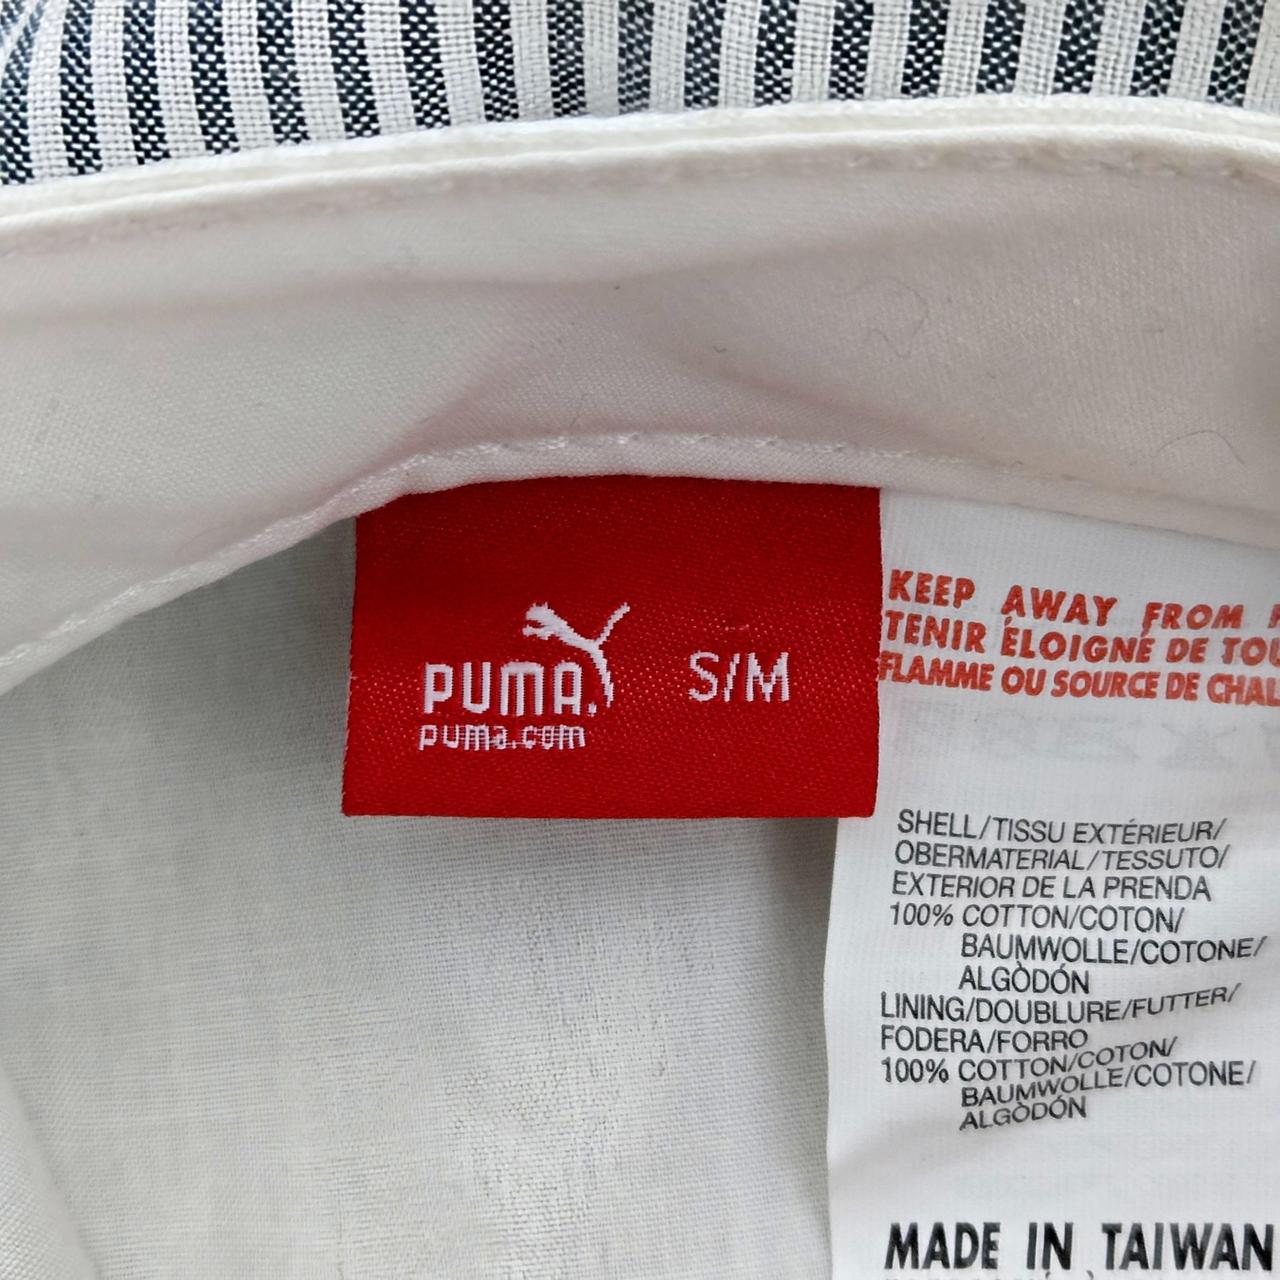 PUMA.
puma.com
S/M
KEEP AWAY FROM
TENIR ÉLOIGNÉ DE
FLAMME OU SOURCE DE
SHELL/TISSU EXTÉRIEUR/
OBERMATERIAL/TESSUTO/
EXTERIOR DE LA PRENDA
100% COTTON/COTON/
BAUMWOLLE/COTONE/
ALGÒDÓN
LINING/DOUBLURE/FUTTER/
FODERA/FORRO
100% COTTON/COTON/
BAUMWOLLE/COTONE/
ALGÒDÓN
MADE IN TAIWAN